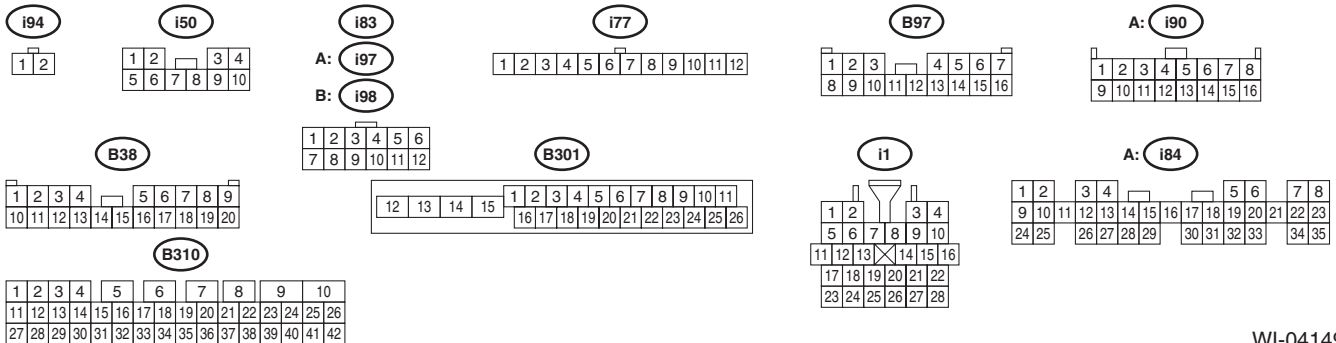 i94 i50 i83 i77 B97 A: i90
A: i97
B: i98
1 2
1 2 3 4
5 6 7 8 9 10
1 2 3 4 5 6
7 8 9 10 11 12
1 2 3 4 5 6 7 8 9 10 11 12
1 2 3 4 5 6 7
8 9 10 11 12 13 14 15 16
1 2 3 4 5 6 7 8
9 10 11 12 13 14 15 16
B38 B301 i1 A: i84
1 2 3 4 5 6 7 8 9
10 11 12 13 14 15 16 17 18 19 20
1 2 3 4 5 6 7 8 9 10 11
12 13 14 15
16 17 18 19 20 21 22 23 24 25 26
1 2 3 4
5 6 7 8 9 10
11 12 13 14 15 16
17 18 19 20 21 22
23 24 25 26 27 28
1 2 3 4 5 6 7 8
9 10 11 12 13 14 15 16 17 18 19 20 21 22 23
24 25 26 27 28 29 30 31 32 33 34 35
B310
1 2 3 4 5 6 7 8 9 10
11 12 13 14 15 16 17 18 19 20 21 22 23 24 25 26
27 28 29 30 31 32 33 34 35 36 37 38 39 40 41 42